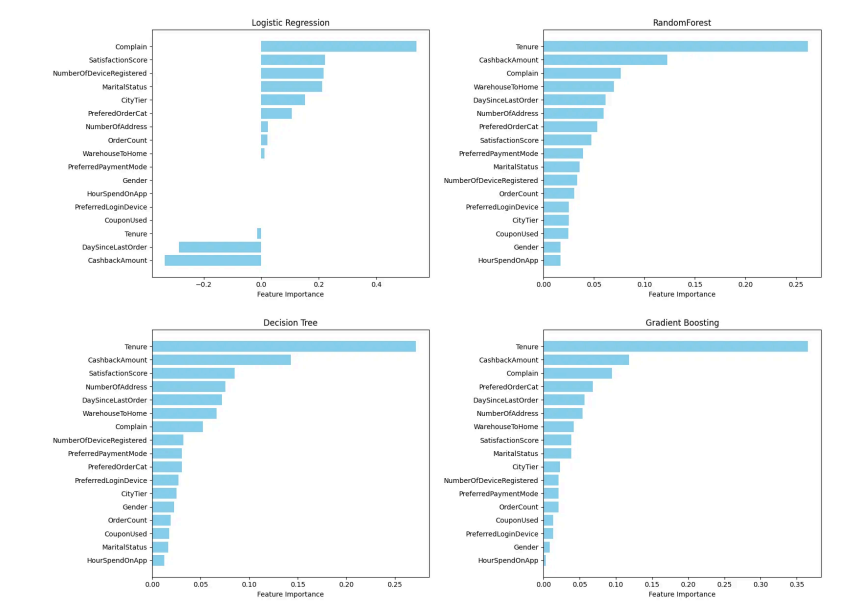 Logistic Regression
Complain
SatisfactionScore
NumberOfDeviceRegistered
MaritalStatus
CityTier
PreferedOrderCat
NumberOfAddress
OrderCount
WarehouseToHome
PreferredPaymentMode
Gender
HourSpendOnApp
PreferredLoginDevice
CouponUsed
Tenure
DaySinceLastOrder
CashbackAmount
−0.2 0.0 0.2 0.4
Feature Importance
RandomForest
Tenure
CashbackAmount
Complain
WarehouseToHome
DaySinceLastOrder
NumberOfAddress
PreferedOrderCat
SatisfactionScore
PreferredPaymentMode
MaritalStatus
NumberOfDeviceRegistered
OrderCount
PreferredLoginDevice
CityTier
CouponUsed
Gender
HourSpendOnApp
0.00 0.05 0.10 0.15 0.20 0.25
Feature Importance
Decision Tree
Tenure
CashbackAmount
SatisfactionScore
NumberOfAddress
DaySinceLastOrder
WarehouseToHome
Complain
NumberOfDeviceRegistered
PreferredPaymentMode
PreferedOrderCat
PreferredLoginDevice
CityTier
Gender
OrderCount
CouponUsed
MaritalStatus
HourSpendOnApp
0.00 0.05 0.10 0.15 0.20 0.25
Feature Importance
Gradient Boosting
Tenure
CashbackAmount
Complain
PreferedOrderCat
DaySinceLastOrder
NumberOfAddress
WarehouseToHome
SatisfactionScore
MaritalStatus
CityTier
NumberOfDeviceRegistered
PreferredPaymentMode
OrderCount
CouponUsed
PreferredLoginDevice
Gender
HourSpendOnApp
0.00 0.05 0.10 0.15 0.20 0.25 0.30 0.35
Feature Importance